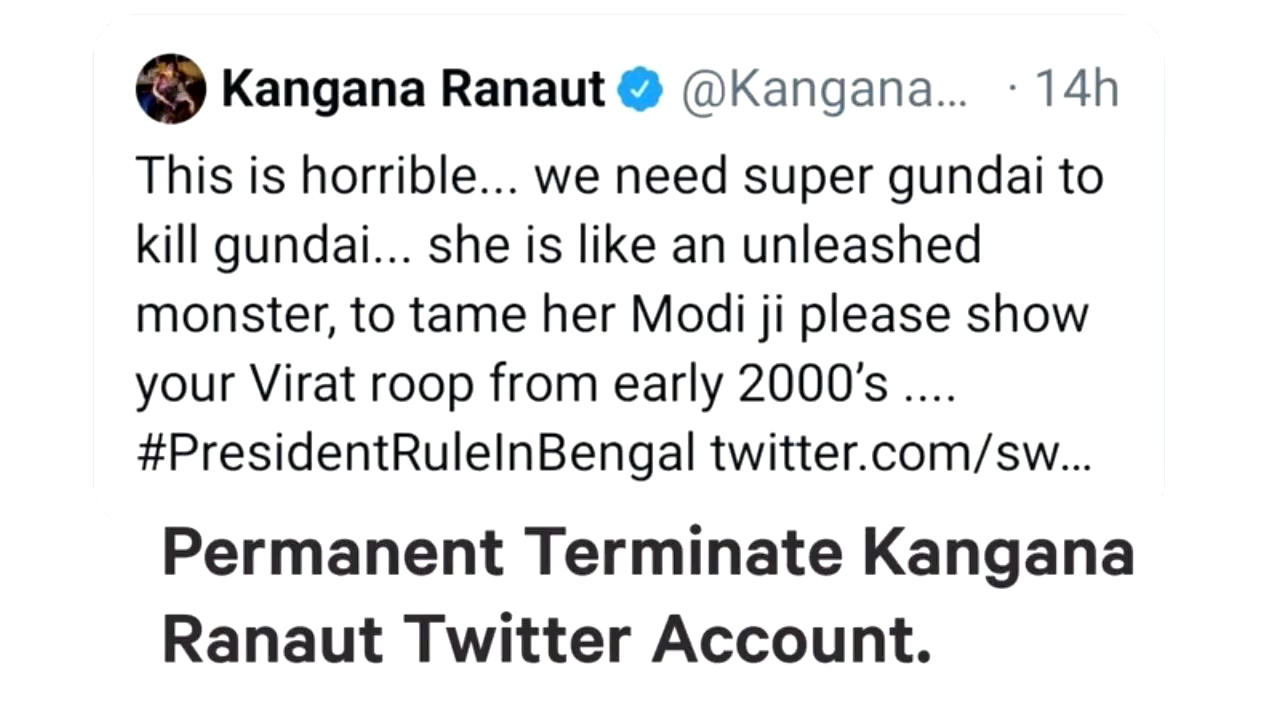 Kangana Ranaut @Kangana... · 14h
This is horrible... we need super gundai to
kill gundai... she is like an unleashed
monster, to tame her Modi ji please show
your Virat roop from early 2000's ....
#PresidentRuleInBengal twitter.com/sw...
Permanent Terminate Kangana
Ranaut Twitter Account.